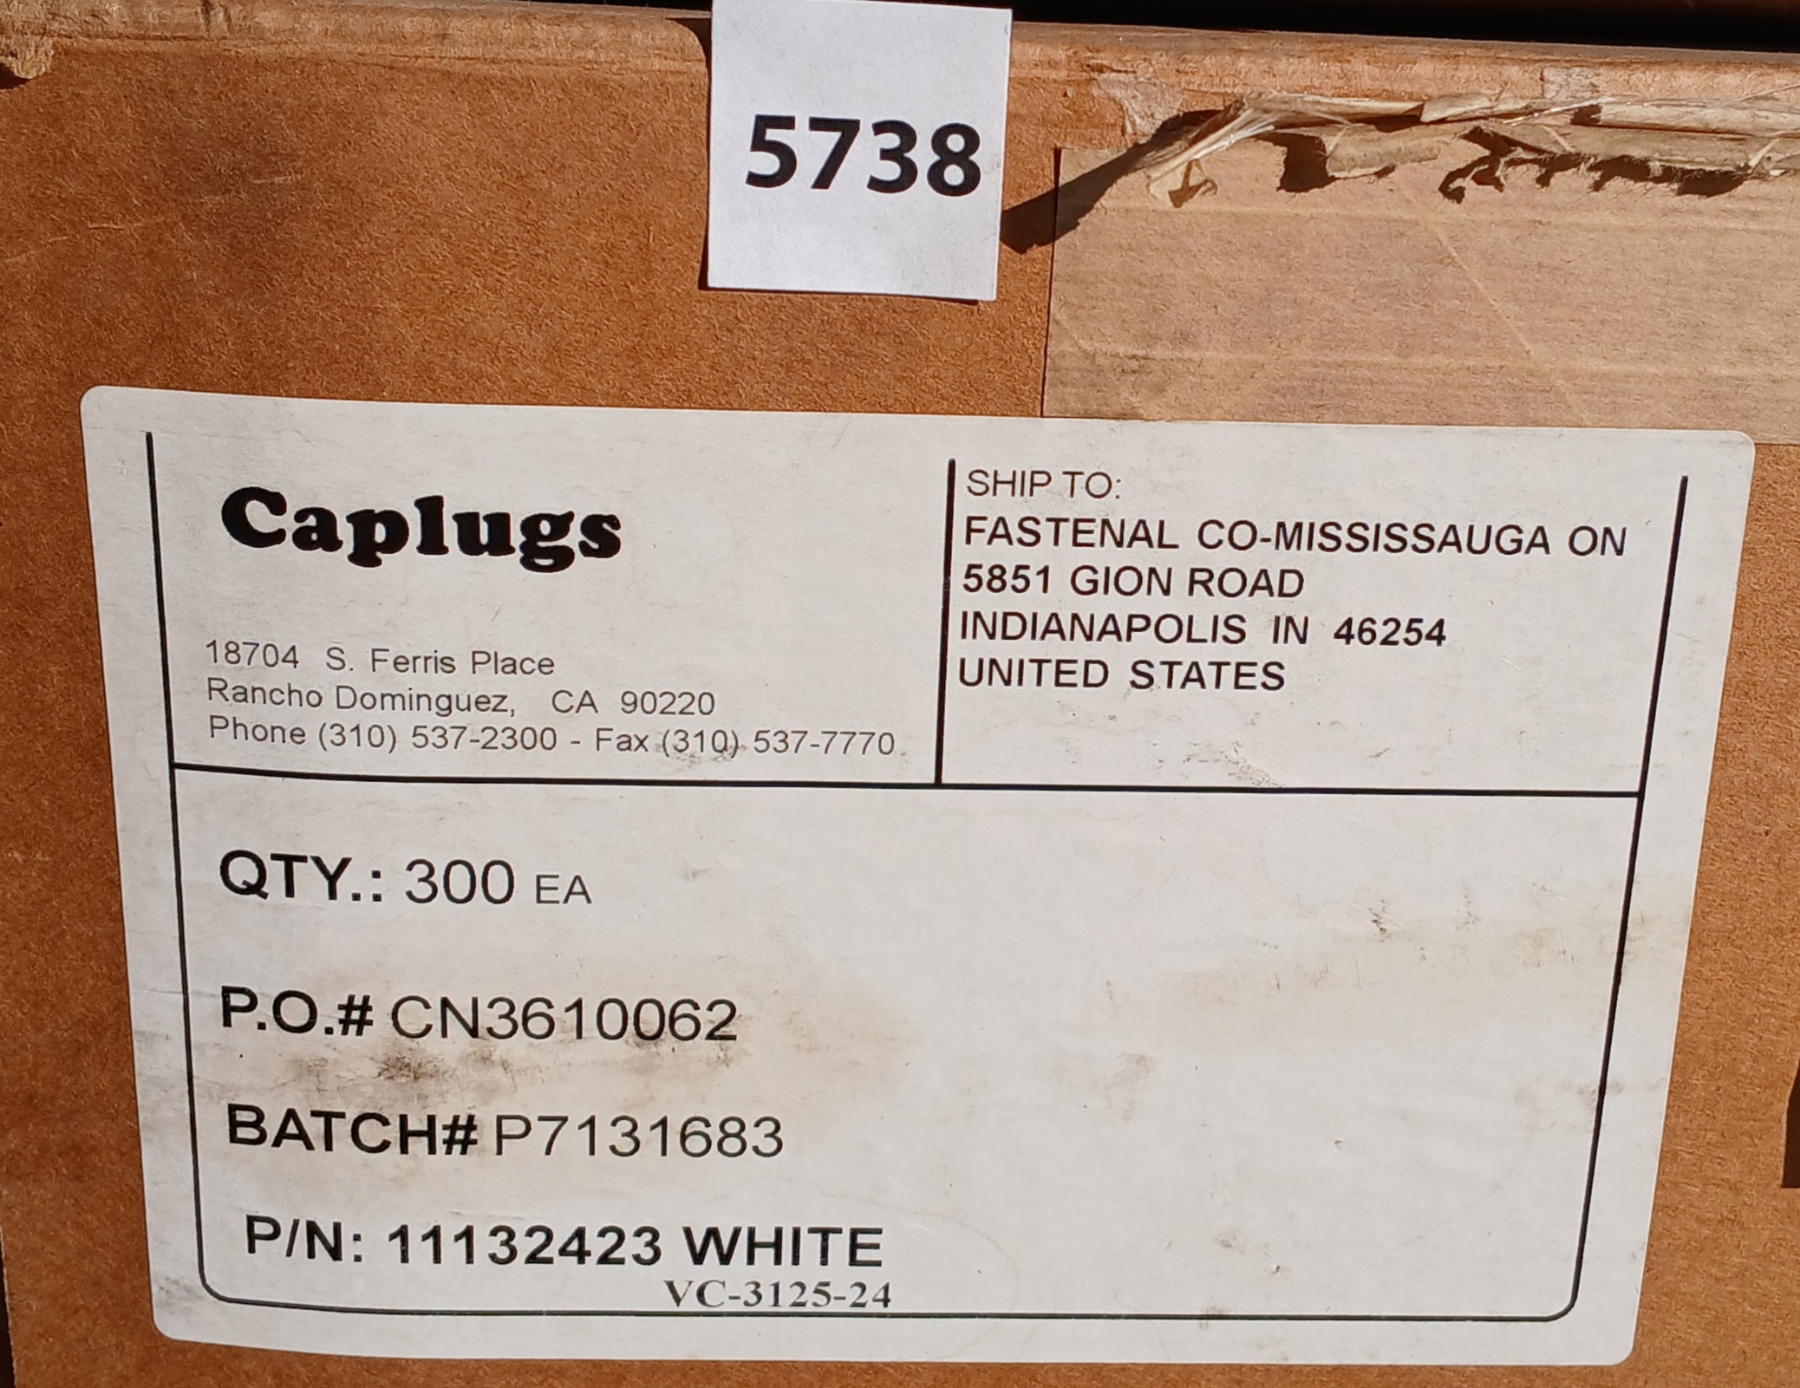 5738
Caplugs
18704 S. Ferris Place
Rancho Dominguez, CA 90220
Phone (310) 537-2300 - Fax (310) 537-7770
SHIP TO:
FASTENAL CO-MISSISSAUGA ON
5851 GION ROAD
INDIANAPOLIS IN 46254
UNITED STATES
QTY.: 300 EA
P.O.# CN3610062
BATCH# P7131683
P/N: 11132423 WHITE
VC-3125-24